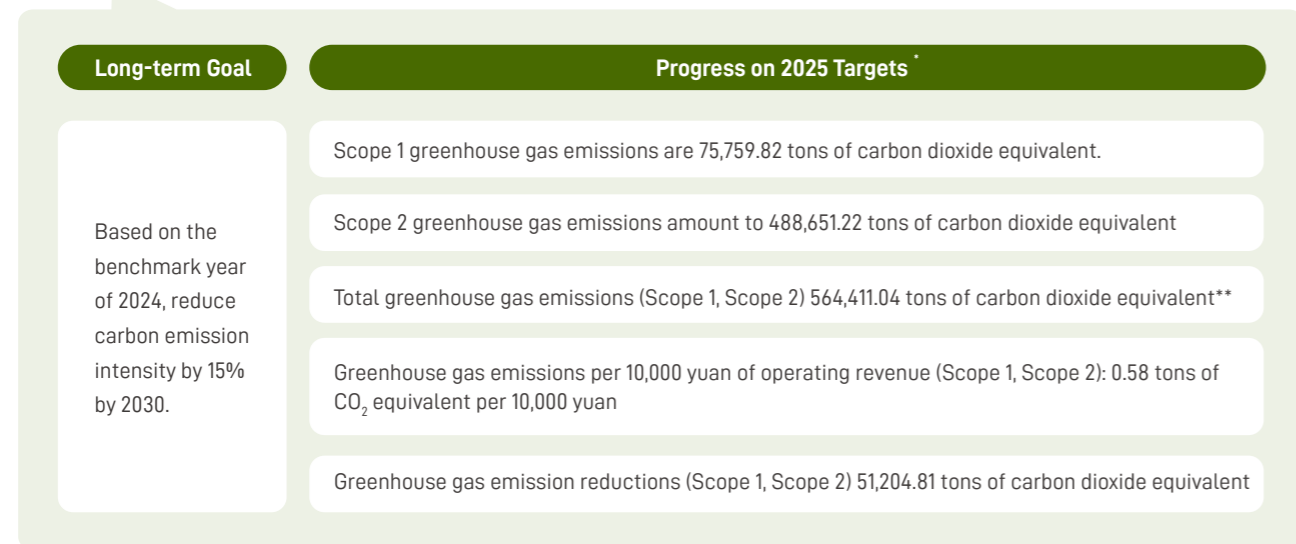 Long-term Goal
Progress on 2025 Targets *
Based on the
benchmark year
of 2024, reduce
carbon emission
intensity by 15%
by 2030.
Scope 1 greenhouse gas emissions are 75,759.82 tons of carbon dioxide equivalent.
Scope 2 greenhouse gas emissions amount to 488,651.22 tons of carbon dioxide equivalent
Total greenhouse gas emissions (Scope 1, Scope 2) 564,411.04 tons of carbon dioxide equivalent**
Greenhouse gas emissions per 10,000 yuan of operating revenue (Scope 1, Scope 2): 0.58 tons of
CO₂ equivalent per 10,000 yuan
Greenhouse gas emission reductions (Scope 1, Scope 2) 51,204.81 tons of carbon dioxide equivalent